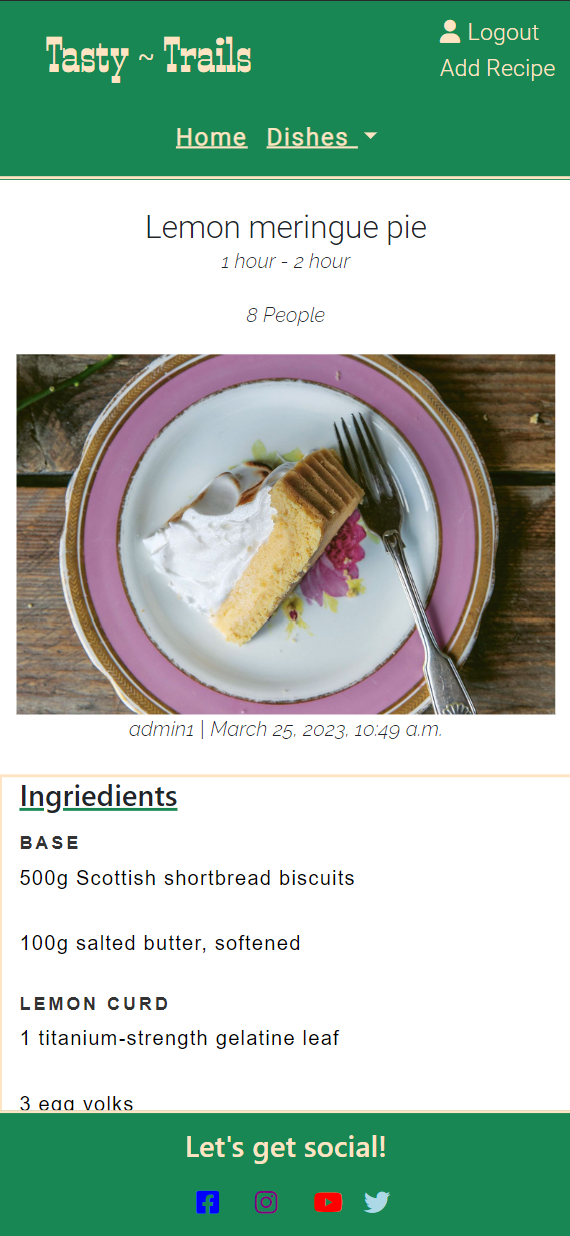 Tasty ~ Trails
Logout
Add Recipe
Home Dishes
Lemon meringue pie
1 hour - 2 hour
8 People
admin1 | March 25, 2023, 10:49 a.m.
Ingriedients
BASE
500g Scottish shortbread biscuits
100g salted butter, softened
LEMON CURD
1 titanium-strength gelatine leaf
3 egg yolks
Let's get social!